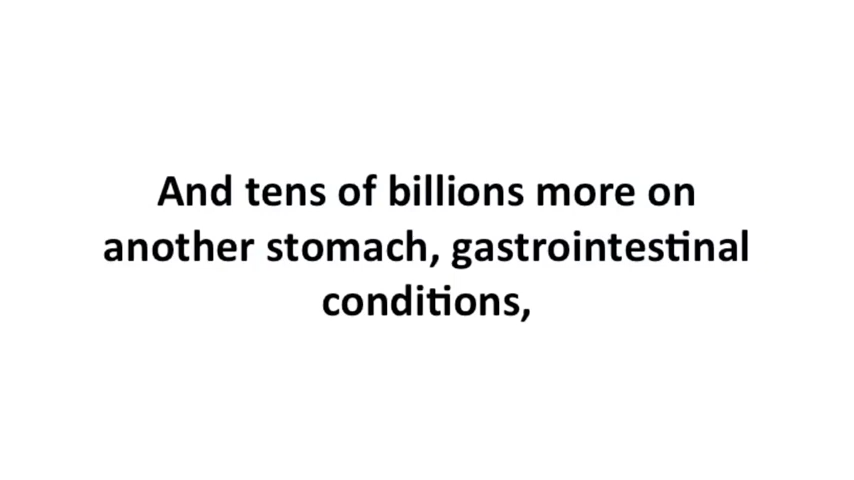 And tens of billions more on
another stomach, gastrointestinal
conditions,